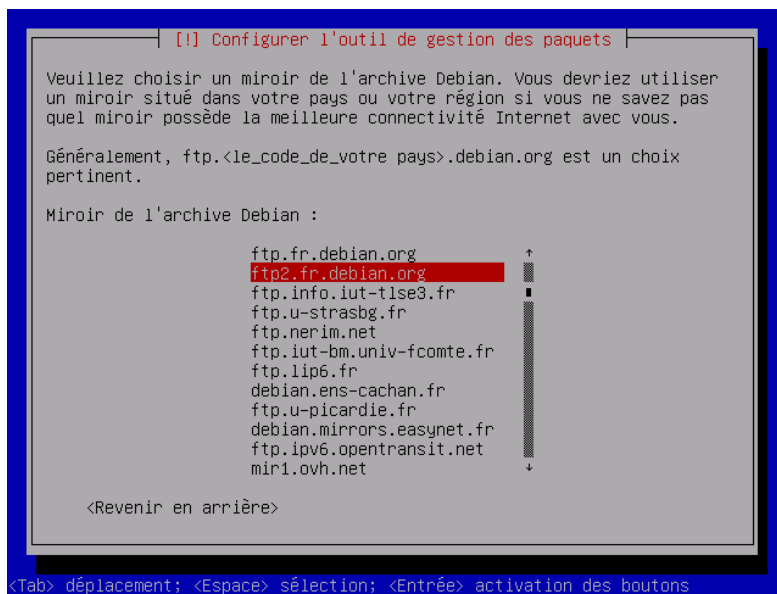 [!] Configurer l'outil de gestion des paquets
Veuillez choisir un miroir de l'archive Debian. Vous devriez utiliser
un miroir situé dans votre pays ou votre région si vous ne savez pas
quel miroir possède la meilleure connectivité Internet avec vous.
Généralement, ftp.<le_code_de_votre pays>.debian.org est un choix
pertinent.
Miroir de l'archive Debian :
ftp.fr.debian.org
ftp2.fr.debian.org
ftp.info.iut-tlse3.fr
ftp.u-strasbg.fr
ftp.nerim.net
ftp.iut-bm.univ-fcomte.fr
ftp.lip6.fr
debian.ens-cachan.fr
ftp.u-picardie.fr
debian.mirrors.easynet.fr
ftp.ipv6.opentransit.net
mir1.ovh.net
<Revenir en arrière>
<Tab> déplacement; <Espace> sélection; <Entrée> activation des boutons